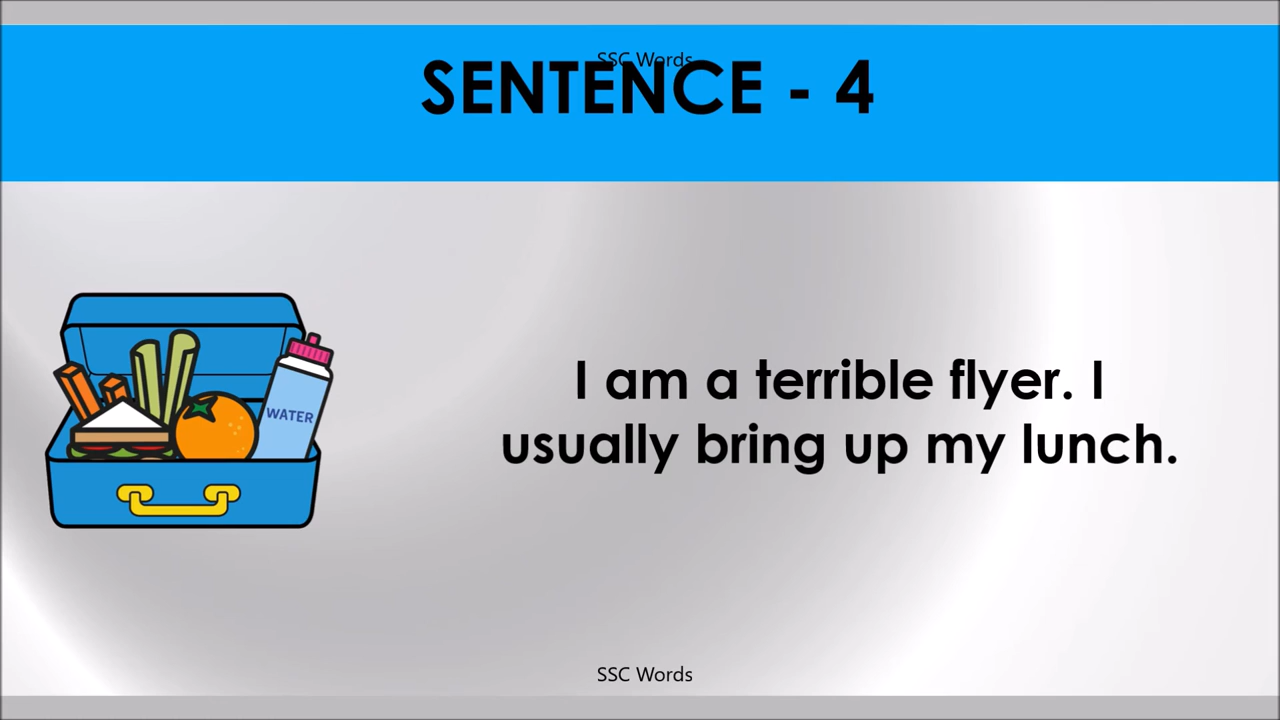 SSC Words
SENTENCE - 4
WATER
I am a terrible flyer. I
usually bring up my lunch.
SSC Words